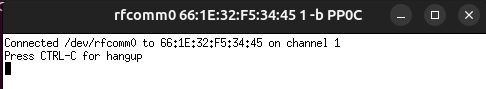 rfcomm0 66:1E:32:F5:34:45 1 -b PP0C
Connected /dev/rfcomm0 to 66:1E:32:F5:34:45 on channel 1
Press CTRL-C for hangup